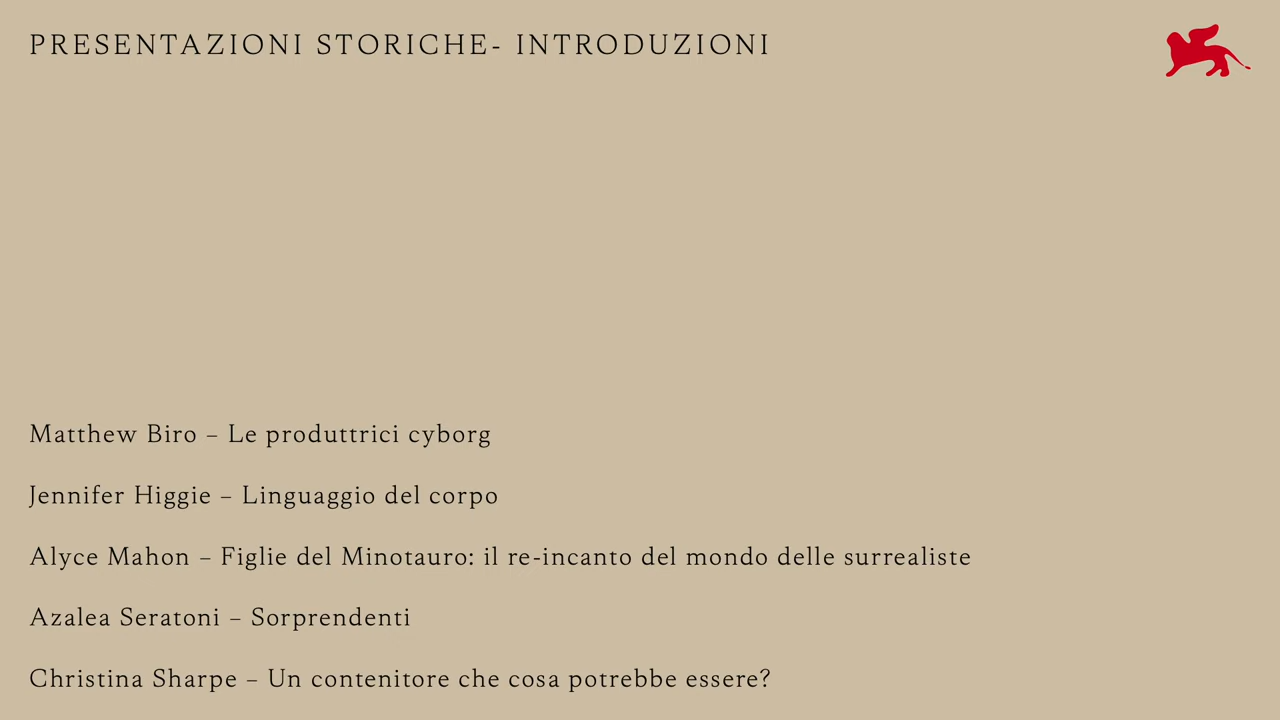 PRESENTAZIONI STORICHE- INTRODUZIONI
Matthew Biro – Le produttrici cyborg
Jennifer Higgie – Linguaggio del corpo
Alyce Mahon – Figlie del Minotauro: il re-incanto del mondo delle surrealiste
Azalea Seratoni – Sorprendenti
Christina Sharpe – Un contenitore che cosa potrebbe essere?